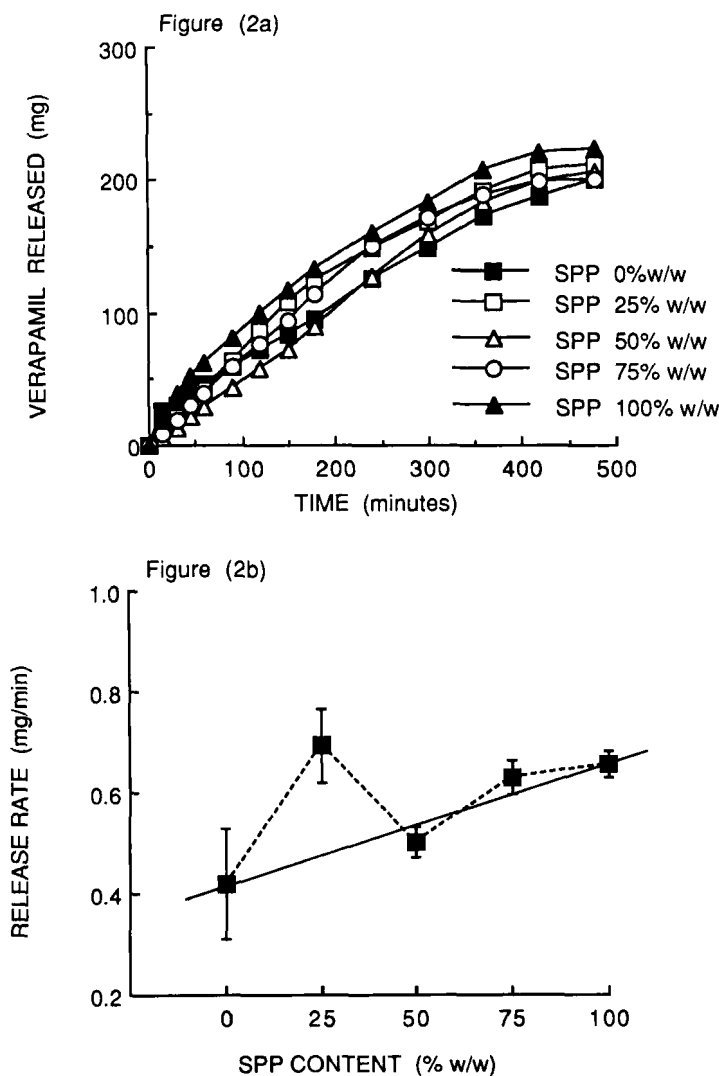 Figure (2a)
300
200
100
0
VERAPAMIL RELEASED (mg)
SPP 0%w/w
SPP 25% w/w
SPP 50% w/w
SPP 75% w/w
SPP 100% w/w
0 100 200 300 400 500
TIME (minutes)
Figure (2b)
1.0
0.8
0.6
0.4
0.2
RELEASE RATE (mg/min)
0 25 50 75 100
SPP CONTENT (% w/w)